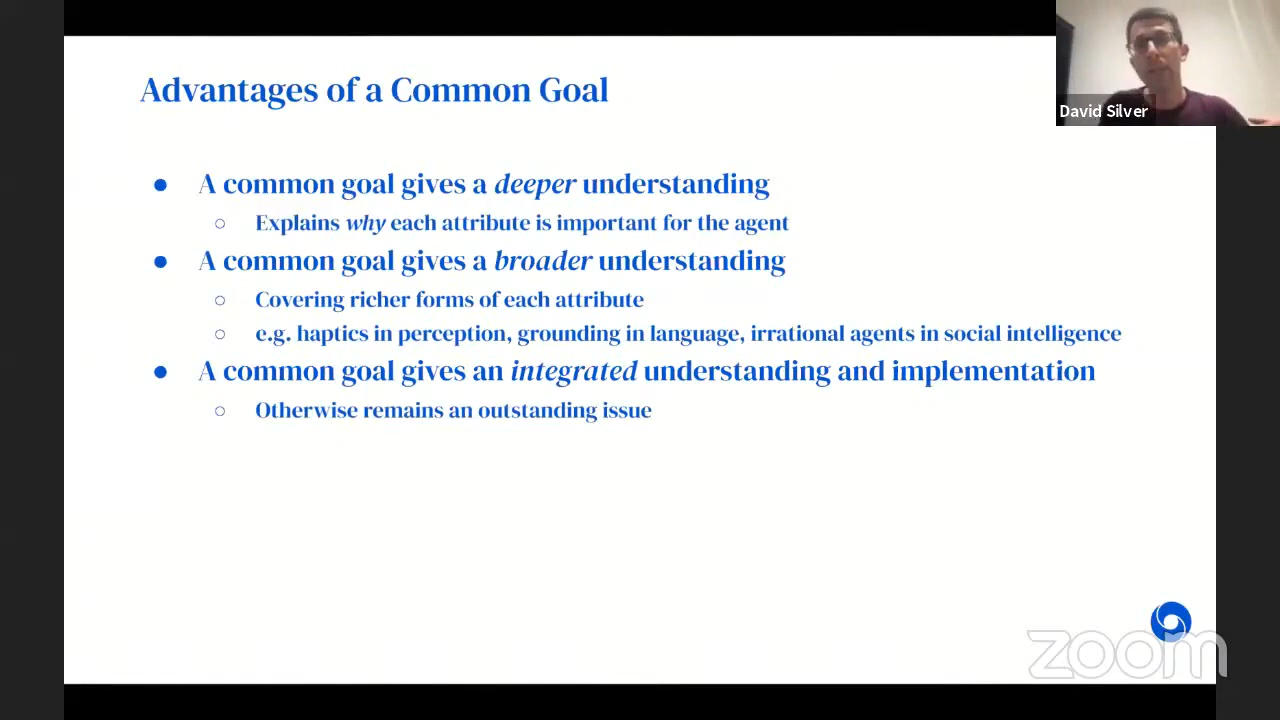 Advantages of a Common Goal
David Silver
● A common goal gives a deeper understanding
○ Explains why each attribute is important for the agent
● A common goal gives a broader understanding
○ Covering richer forms of each attribute
○ e.g. haptics in perception, grounding in language, irrational agents in social intelligence
● A common goal gives an integrated understanding and implementation
○ Otherwise remains an outstanding issue
zoom